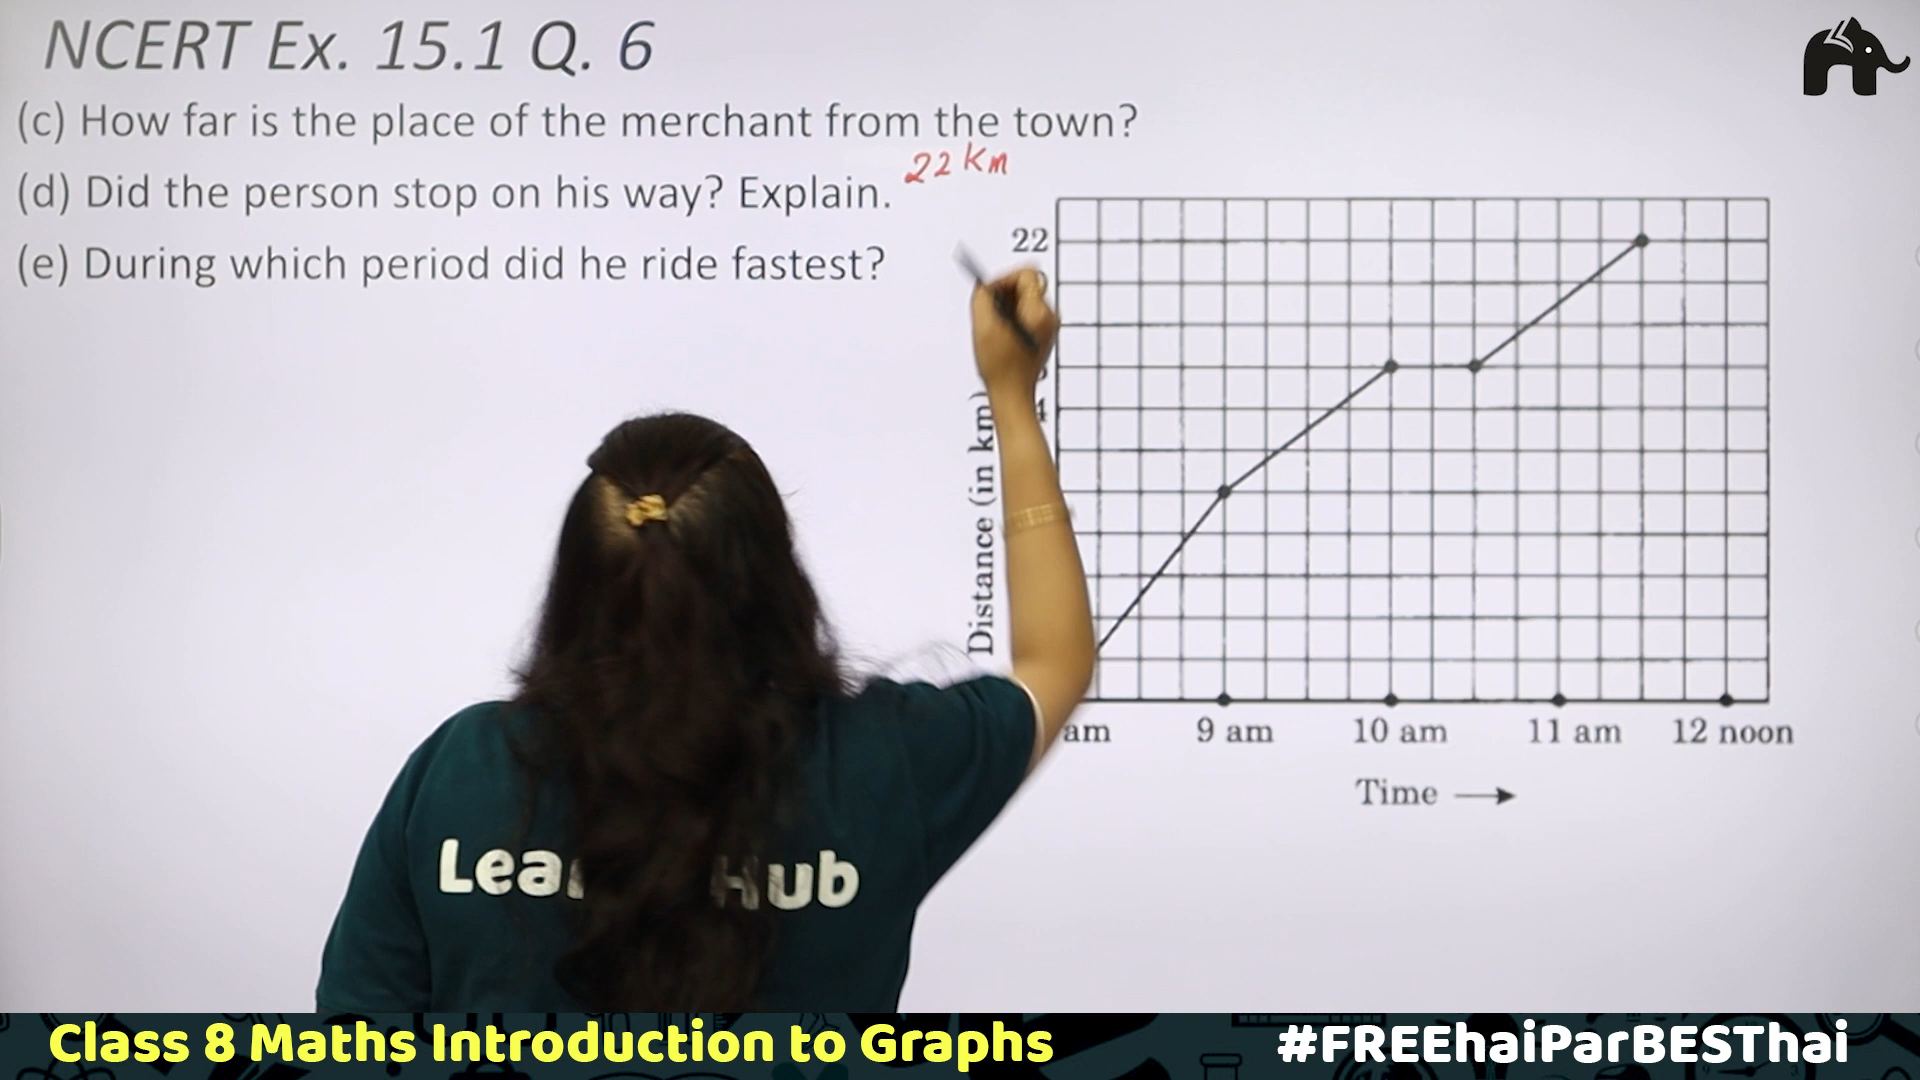 NCERT Ex. 15.1 Q. 6
(c) How far is the place of the merchant from the town?
22 Km
(d) Did the person stop on his way? Explain.
(e) During which period did he ride fastest?
22
Distance (in km)
am 9 am 10 am 11 am 12 noon
Time
Hub
Class 8 Maths Introduction to Graphs
#FREEhaiParBESThai